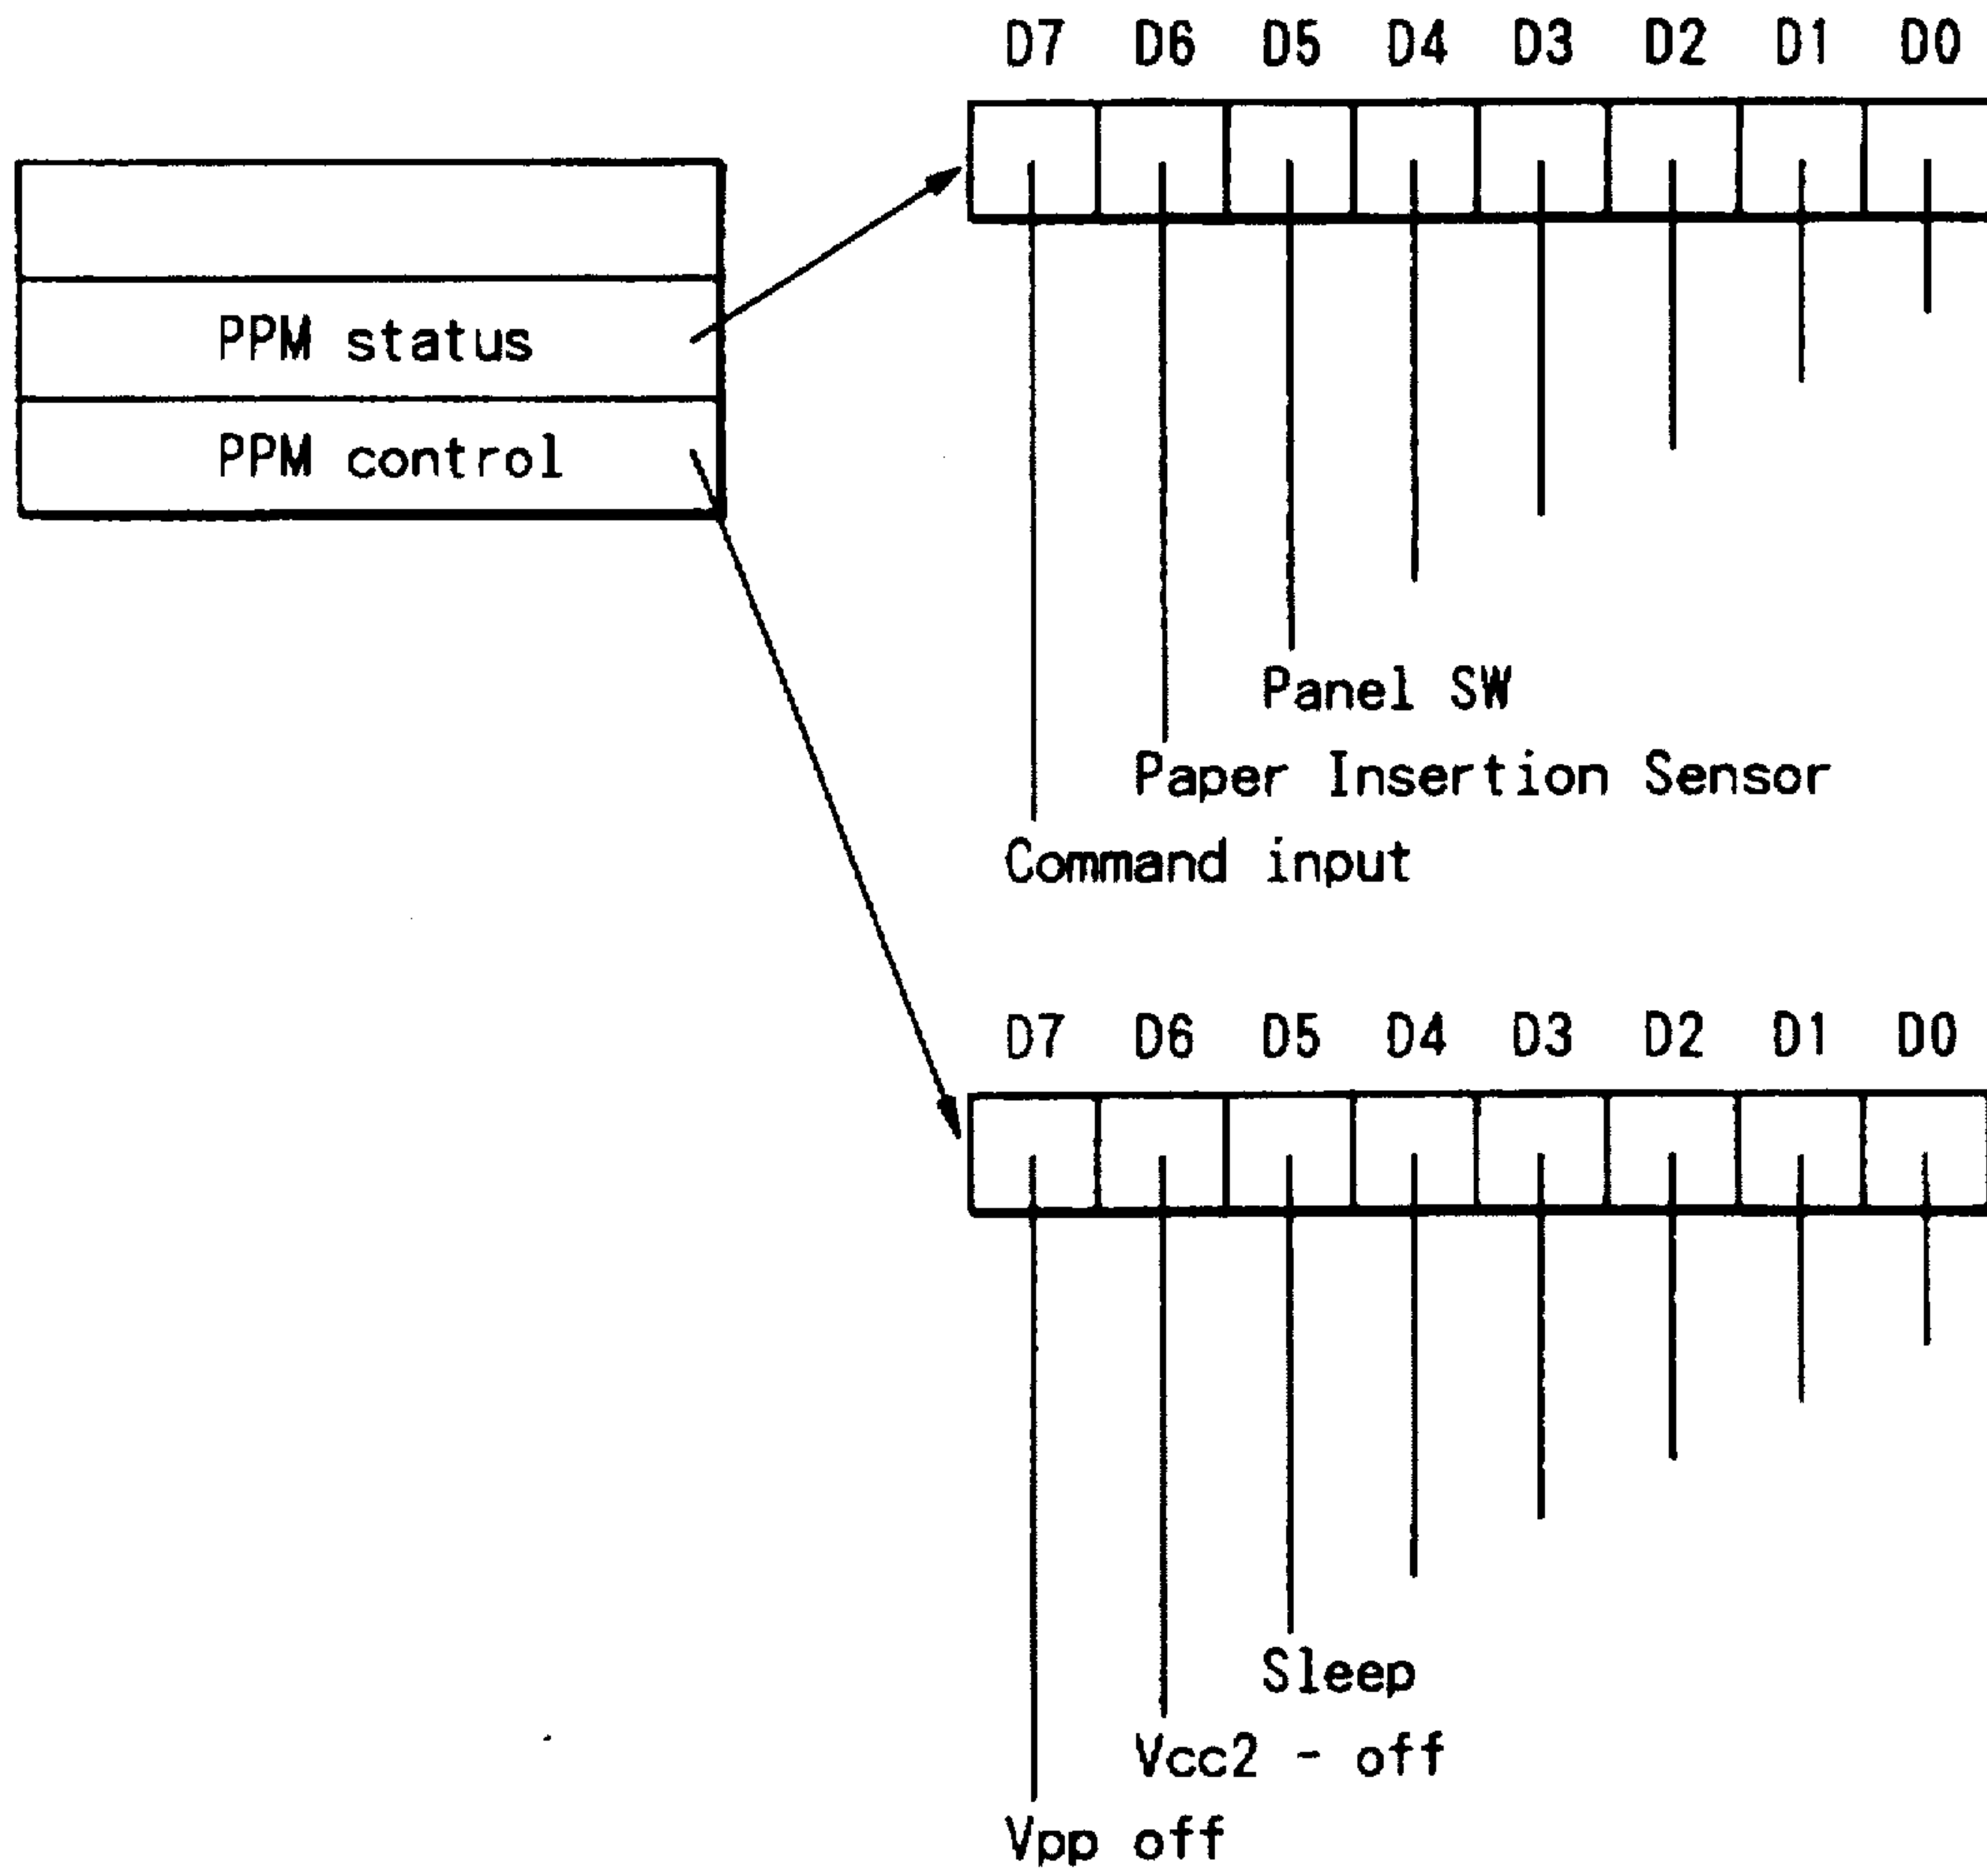 D7 D6 D5 D4 D3 D2 D1 D0
PPM status
PPM control
Panel SW
Paper Insertion Sensor
Command input
D7 D6 D5 D4 D3 D2 D1 D0
Sleep
Vcc2 - off
Vpp off